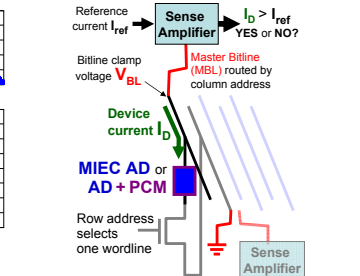 Reference
current Iref
Sense
Amplifier
ID > Iref
YES or NO?
Bitline clamp
voltage VBL
Master Bitline
(MBL) routed by
column address
Device
current ID
MIEC AD or
AD + PCM
Row address
selects
one wordline
Sense
Amplifier